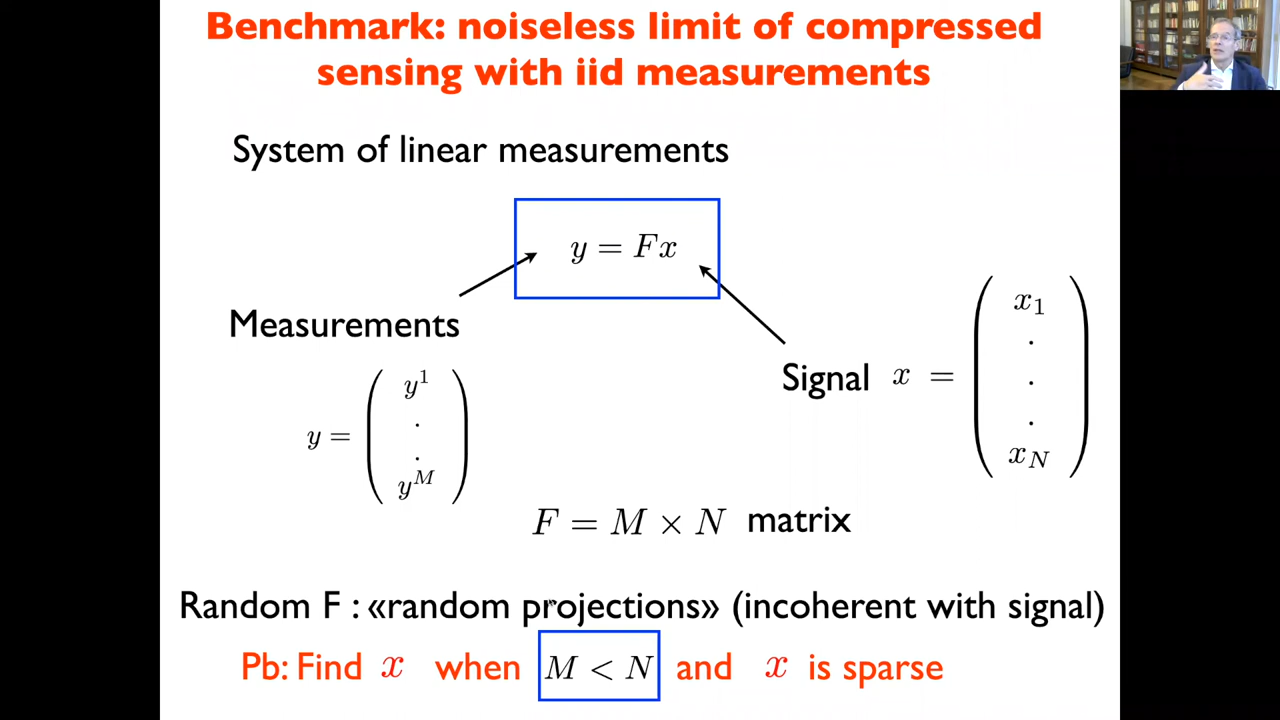 Benchmark: noiseless limit of compressed
sensing with iid measurements
System of linear measurements
y = Fx
Measurements
y = ( y^1 . . y^M )
Signal x = ( x_1 . . . x_N )
F = M × N matrix
Random F : «random projections» (incoherent with signal)
Pb: Find x when M < N and x is sparse